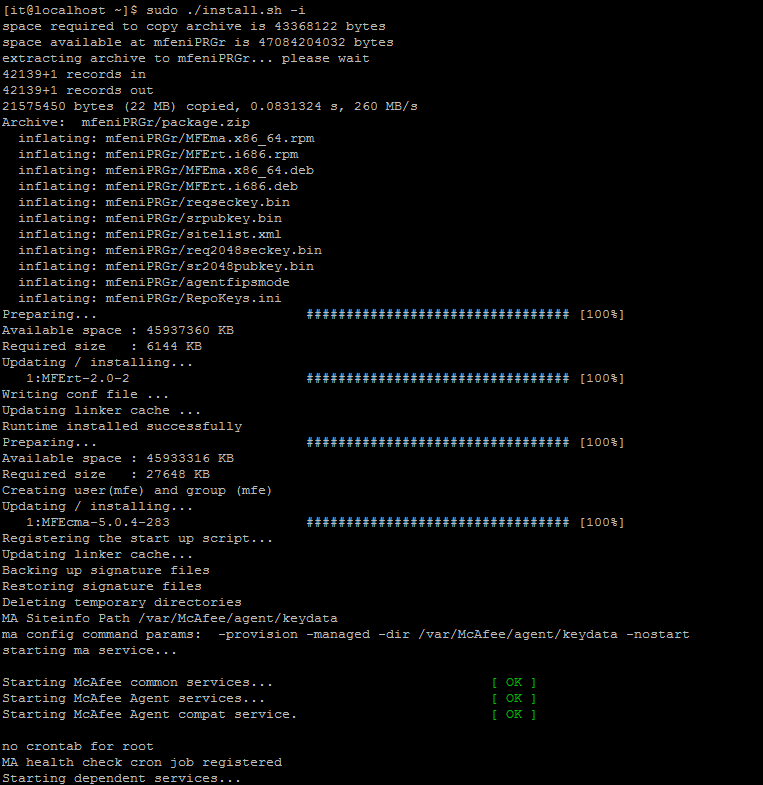 [it@localhost ~]$ sudo ./install.sh -i
space required to copy archive is 43368122 bytes
space available at mfeniPRGr is 47084204032 bytes
extracting archive to mfeniPRGr... please wait
42139+1 records in
42139+1 records out
21575450 bytes (22 MB) copied, 0.0831324 s, 260 MB/s
Archive:  mfeniPRGr/package.zip
  inflating: mfeniPRGr/MFEma.x86_64.rpm
  inflating: mfeniPRGr/MFErt.i686.rpm
  inflating: mfeniPRGr/MFEma.x86_64.deb
  inflating: mfeniPRGr/MFErt.i686.deb
  inflating: mfeniPRGr/reqseckey.bin
  inflating: mfeniPRGr/srpubkey.bin
  inflating: mfeniPRGr/sitelist.xml
  inflating: mfeniPRGr/req2048seckey.bin
  inflating: mfeniPRGr/sr2048pubkey.bin
  inflating: mfeniPRGr/agentfipsmode
  inflating: mfeniPRGr/RepoKeys.ini
Preparing...                          ################################# [100%]
Available space : 45937360 KB
Required size   : 6144 KB
Updating / installing...
   1:MFErt-2.0-2                      ################################# [100%]
Writing conf file ...
Updating linker cache ...
Runtime installed successfully
Preparing...                          ################################# [100%]
Available space : 45933316 KB
Required size   : 27648 KB
Creating user(mfe) and group (mfe)
Updating / installing...
   1:MFEcma-5.0.4-283                 ################################# [100%]
Registering the start up script...
Updating linker cache...
Backing up signature files
Restoring signature files
Deleting temporary directories
MA Siteinfo Path /var/McAfee/agent/keydata
ma config command params:  -provision -managed -dir /var/McAfee/agent/keydata -nostart
starting ma service...
Starting McAfee common services...                           [ OK ]
Starting McAfee Agent services...                            [ OK ]
Starting McAfee Agent compat service.                        [ OK ]
no crontab for root
MA health check cron job registered
Starting dependent services...